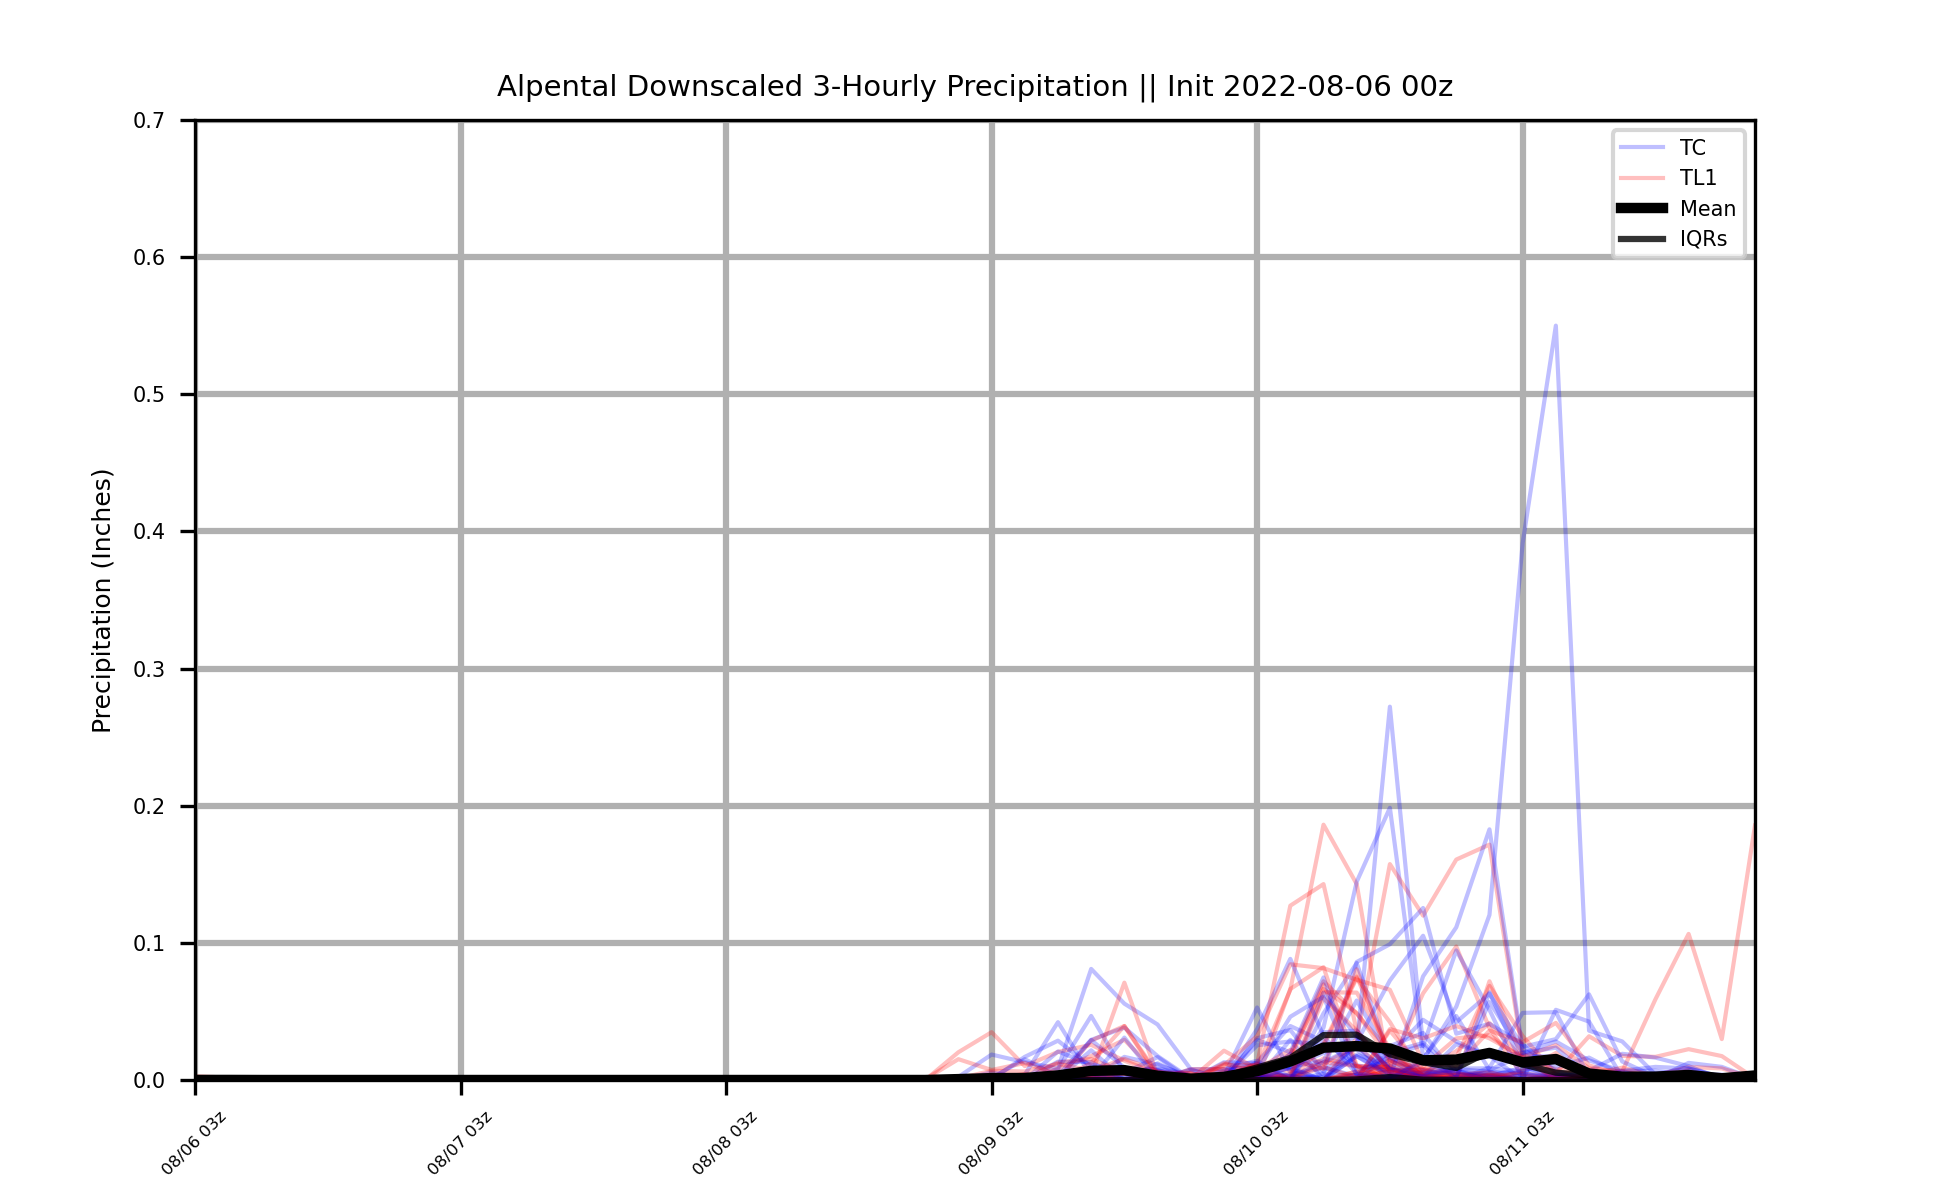 Alpental Downscaled 3-Hourly Precipitation || Init 2022-08-06 00z
TC
TL1
Mean
IQRs
Precipitation (Inches)
0.7
0.6
0.5
0.4
0.3
0.2
0.1
0.0
08/06 03z
08/07 03z
08/08 03z
08/09 03z
08/10 03z
08/11 03z